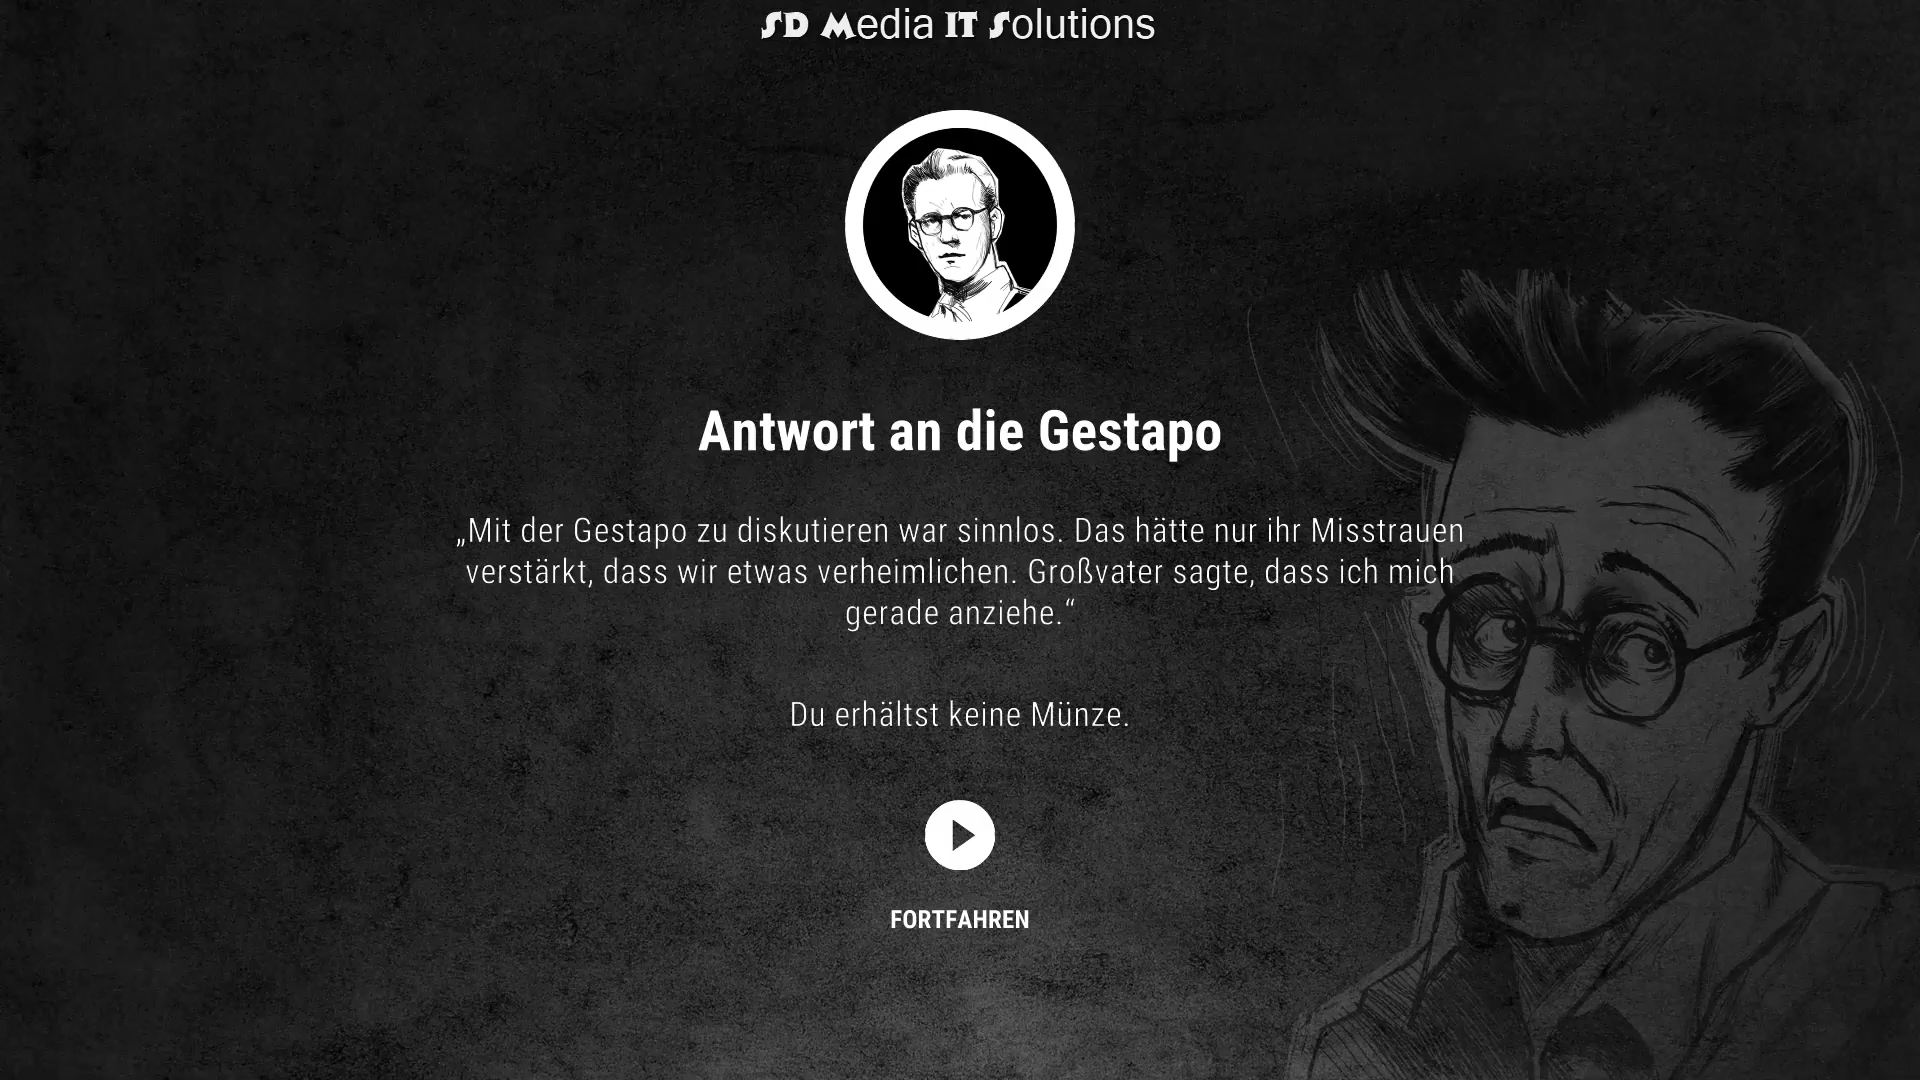 SD Media IT Solutions
Antwort an die Gestapo
„Mit der Gestapo zu diskutieren war sinnlos. Das hätte nur ihr Misstrauen
verstärkt, dass wir etwas verheimlichen. Großvater sagte, dass ich mich
gerade anziehe.“
Du erhältst keine Münze.
FORTFAHREN